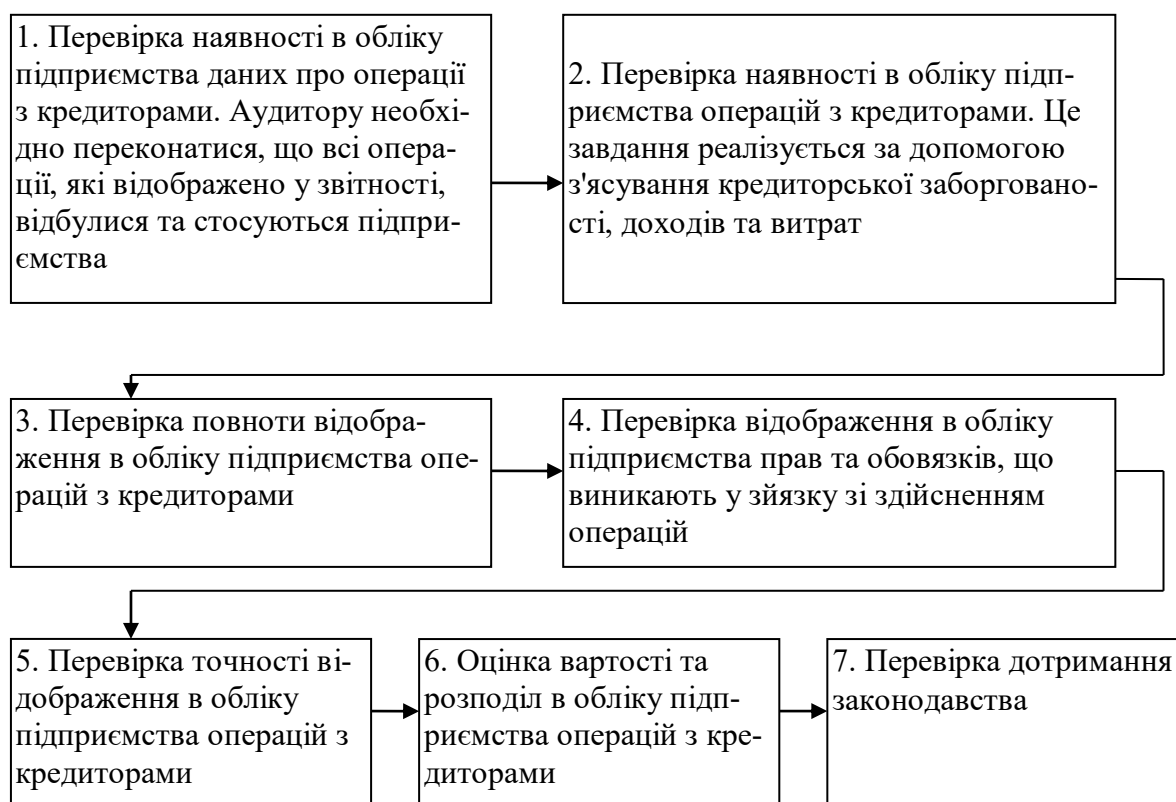 1. Перевірка наявності в обліку
підприємства даних про операції
з кредиторами. Аудитору необхі-
дно переконатися, що всі опера-
ції, які відображено у звітності,
відбулися та стосуються підпри-
ємства
2. Перевірка наявності в обліку підп-
риємства операцій з кредиторами. Це
завдання реалізується за допомогою
з'ясування кредиторської заборговано-
сті, доходів та витрат
3. Перевірка повноти відобра-
ження в обліку підприємства опе-
рацій з кредиторами
4. Перевірка відображення в обліку
підприємства прав та обовязків, що
виникають у зйязку зі здійсненням
операцій
5. Перевірка точності ві-
дображення в обліку
підприємства операцій з
кредиторами
6. Оцінка вартості та
розподіл в обліку підп-
риємства операцій з кре-
диторами
7. Перевірка дотримання
законодавства